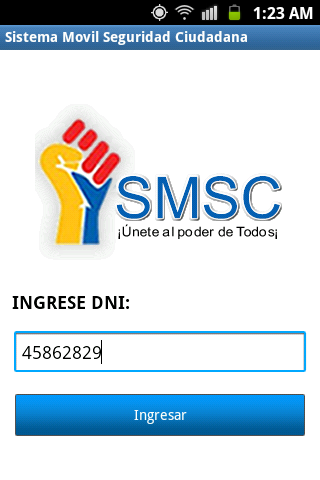 1:23 AM
Sistema Movil Seguridad Ciudadana
SMSC
¡Únete al poder de Todos¡
INGRESE DNI:
45862829
Ingresar